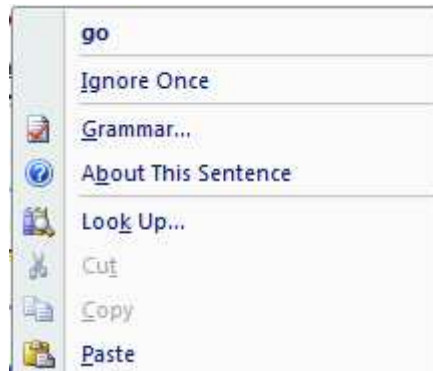 go
Ignore Once
Grammar...
About This Sentence
Look Up...
Cut
Copy
Paste